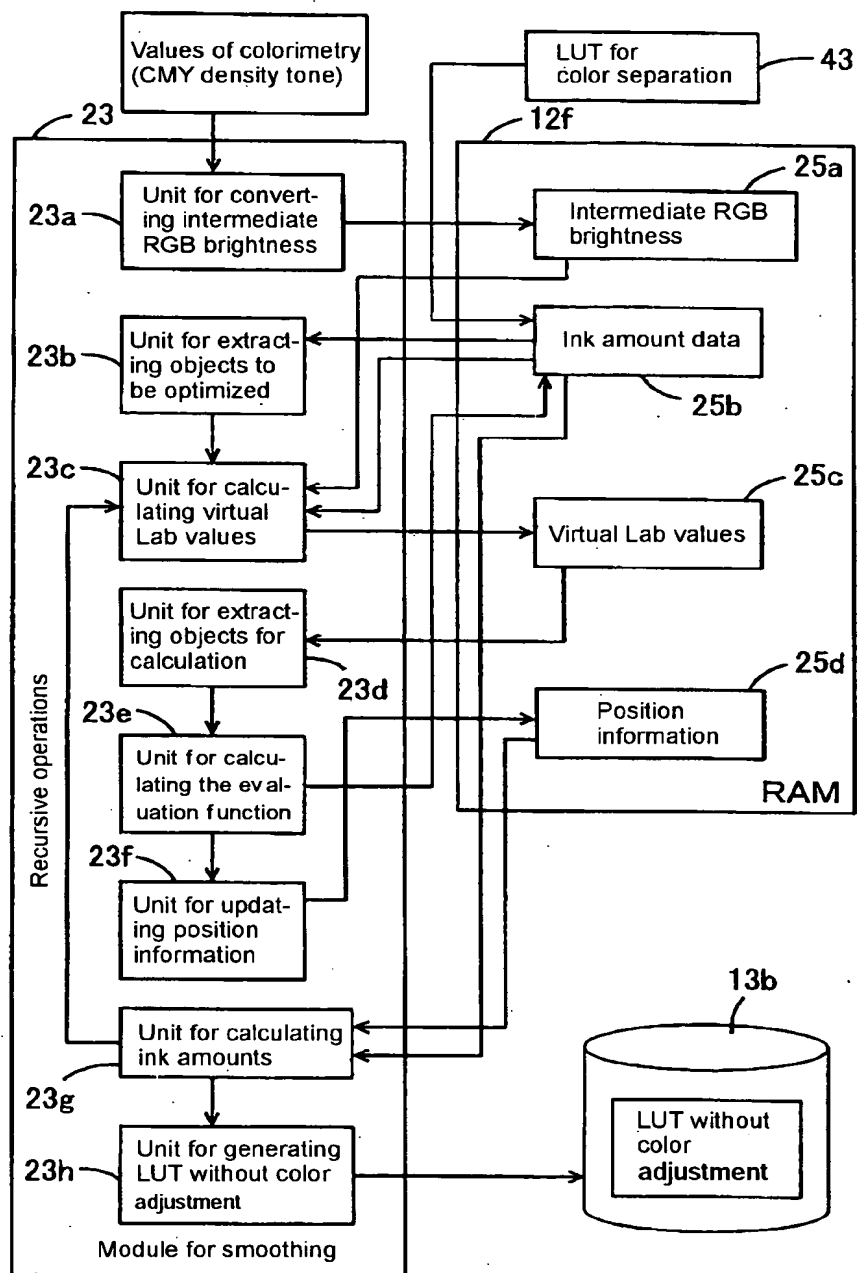 Values of colorimetry
(CMY density tone)
LUT for
color separation
43
23
12f
23a
Unit for convert-
ing intermediate
RGB brightness
25a
Intermediate RGB
brightness
23b
Unit for extract-
ing objects to
be optimized
Ink amount data
25b
23c
Unit for calcu-
lating virtual
Lab values
25c
Virtual Lab values
Unit for extract-
ing objects for
calculation
23d
25d
Position
information
RAM
23e
Unit for calcu-
lating the eval-
uation function
Recursive operations
23f
Unit for updat-
ing position
information
Unit for calculating
ink amounts
23g
13b
LUT without
color
adjustment
23h
Unit for generating
LUT without color
adjustment
Module for smoothing